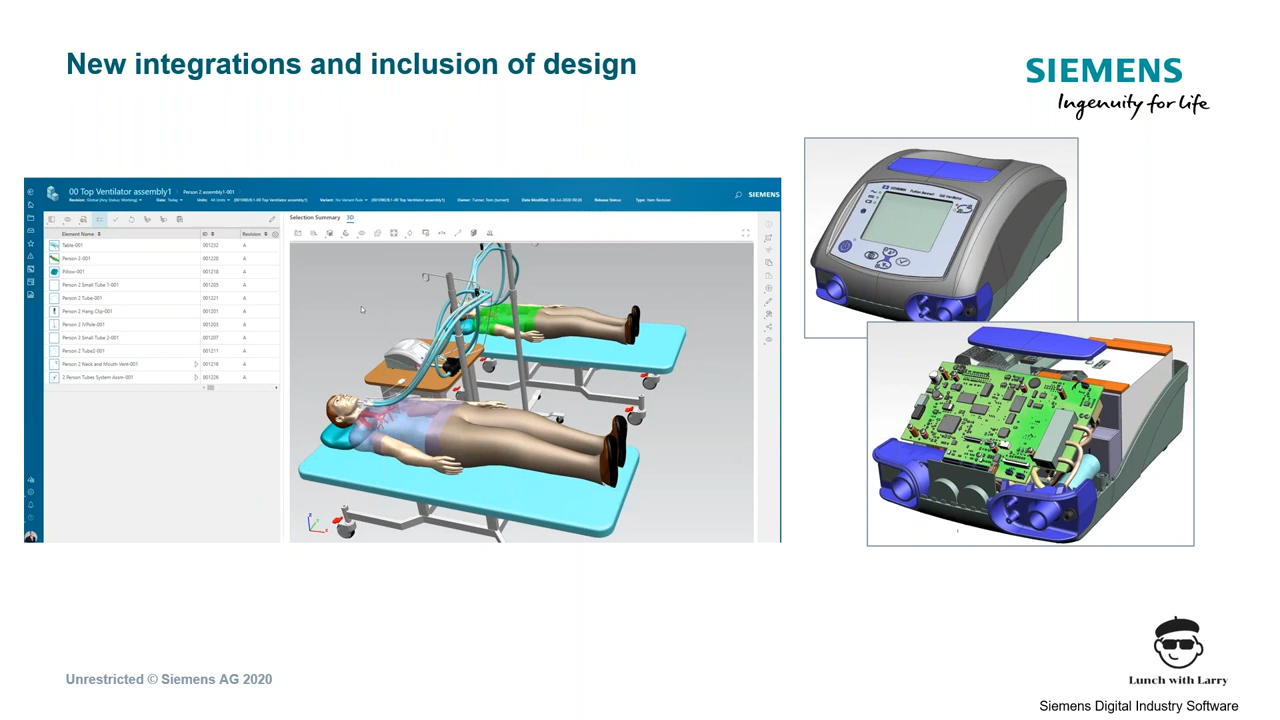 New integrations and inclusion of design
SIEMENS
Ingenuity for life
00 Top Ventilator assembly1
Person 2 assembly1-001
SIEMENS
Selection Summary 3D
Element Name ID Revision
Table-001 001232 A
Person 2-001 001220 A
Pillow-001 001218 A
Person 2 Small Tube 1-001 001205 A
Person 2 Tube-001 001221 A
Person 2 Hang Clip-001 001201 A
Person 2 IVPole-001 001203 A
Person 2 Small Tube 2-001 001207 A
Person 2 Tube2-001 001211 A
Person 2 Neck and Mouth Vent-001 001216 A
2 Person Tubes System Assm-001 001226 A
Unrestricted © Siemens AG 2020
Lunch with Larry
Siemens Digital Industry Software